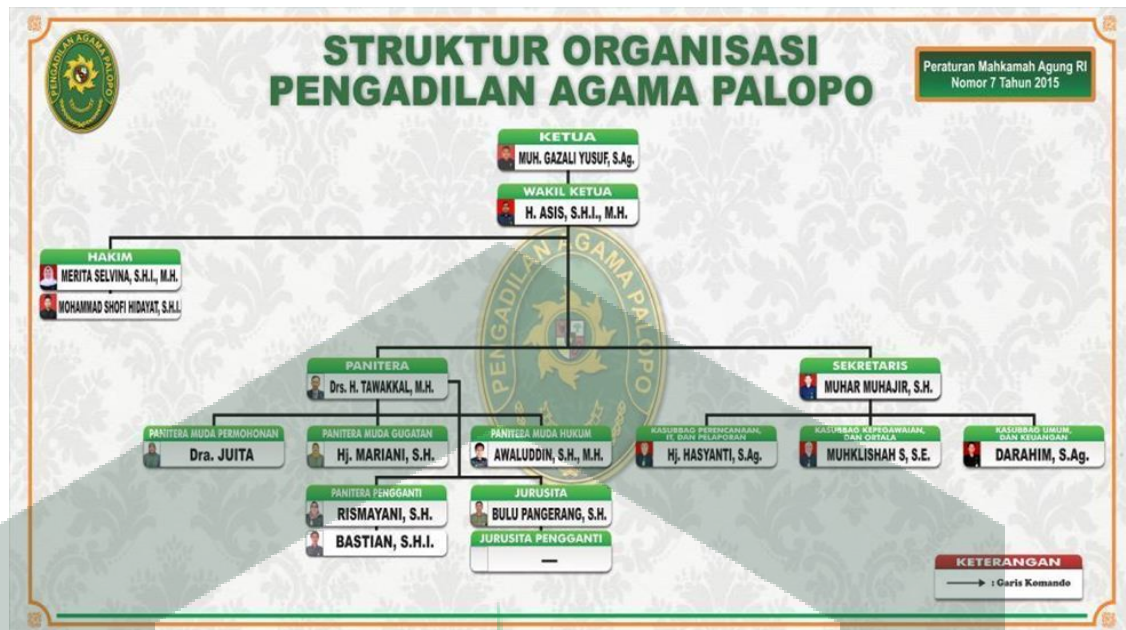 STRUKTUR ORGANISASI
PENGADILAN AGAMA PALOPO
PENGADILAN AGAMA PALOPO
Peraturan Mahkamah Agung RI
Nomor 7 Tahun 2015
KETUA
MUH. GAZALI YUSUF, S.Ag.
WAKIL KETUA
H. ASIS, S.H.I., M.H.
PENGADILAN AGAMA PALOPO
HAKIM
MERITA SELVINA, S.H.I., M.H.
MOHAMMAD SHOFI HIDAYAT, S.H.I.
PANITERA
Drs. H. TAWAKKAL, M.H.
SEKRETARIS
MUHAR MUHAJIR, S.H.
PANITERA MUDA PERMOHONAN
Dra. JUITA
PANITERA MUDA GUGATAN
Hj. MARIANI, S.H.
PANITERA MUDA HUKUM
AWALUDDIN, S.H., M.H.
KASUBBAG PERENCANAAN,
IT, DAN PELAPORAN
Hj. HASYANTI, S.Ag.
KASUBBAG KEPEGAWAIAN,
DAN ORTALA
MUHKLISHAH S, S.E.
KASUBBAG UMUM,
DAN KEUANGAN
DARAHIM, S.Ag.
PANITERA PENGGANTI
RISMAYANI, S.H.
BASTIAN, S.H.I.
JURUSITA
BULU PANGERANG, S.H.
JURUSITA PENGGANTI
—
KETERANGAN
: Garis Komando